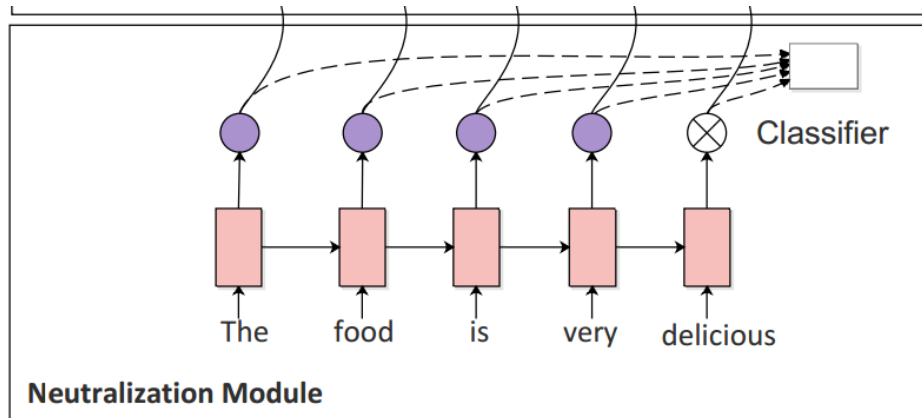 Classifier
The food is very delicious
Neutralization Module